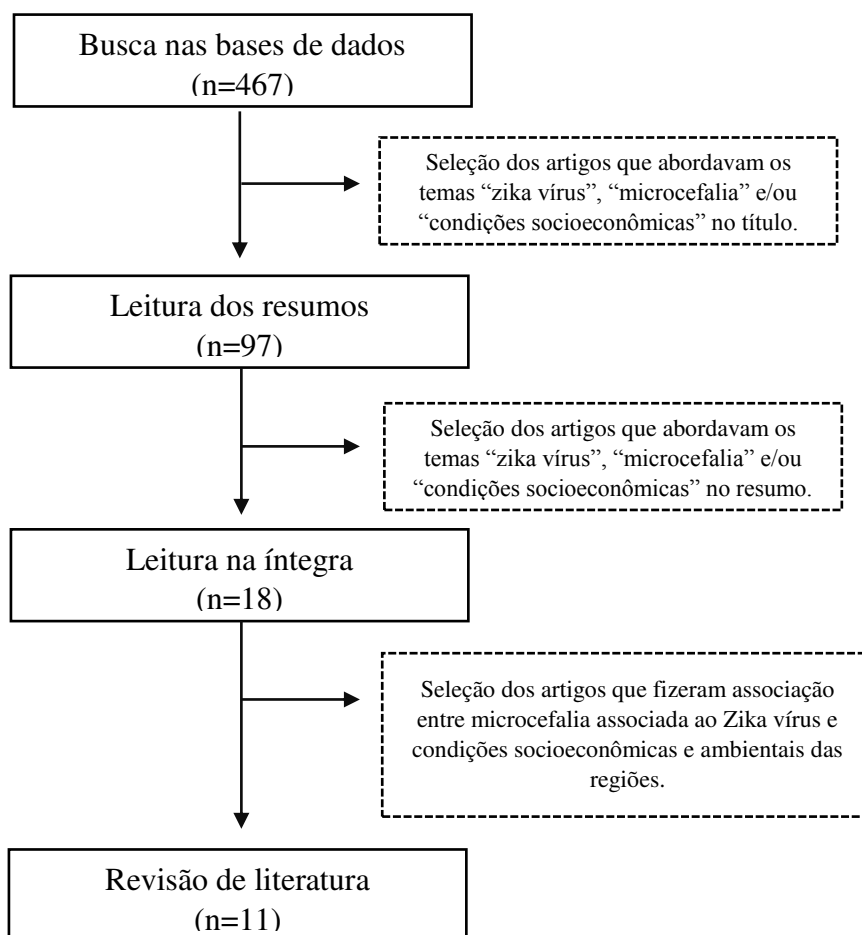 Busca nas bases de dados
(n=467)
Seleção dos artigos que abordavam os
temas “zika vírus”, “microcefalia” e/ou
“condições socioeconômicas” no título.
Leitura dos resumos
(n=97)
Seleção dos artigos que abordavam os
temas “zika vírus”, “microcefalia” e/ou
“condições socioeconômicas” no resumo.
Leitura na íntegra
(n=18)
Seleção dos artigos que fizeram associação
entre microcefalia associada ao Zika vírus e
condições socioeconômicas e ambientais das
regiões.
Revisão de literatura
(n=11)